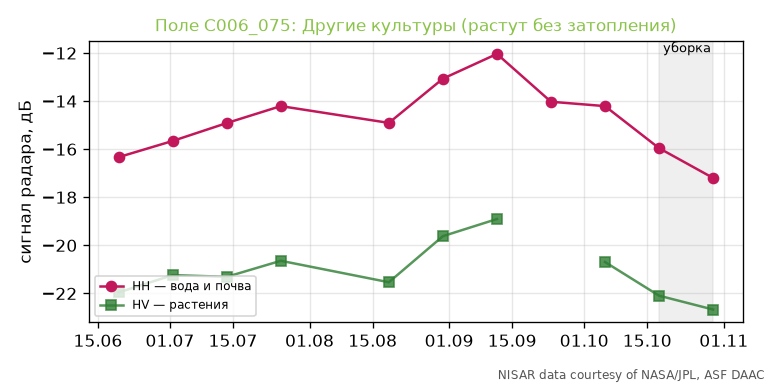 Поле C006_075: Другие культуры (растут без затопления)
уборка
−12
−14
−16
−18
−20
−22
сигнал радара, дБ
HH — вода и почва
HV — растения
15.06 01.07 15.07 01.08 15.08 01.09 15.09 01.10 15.10 01.11
NISAR data courtesy of NASA/JPL, ASF DAAC